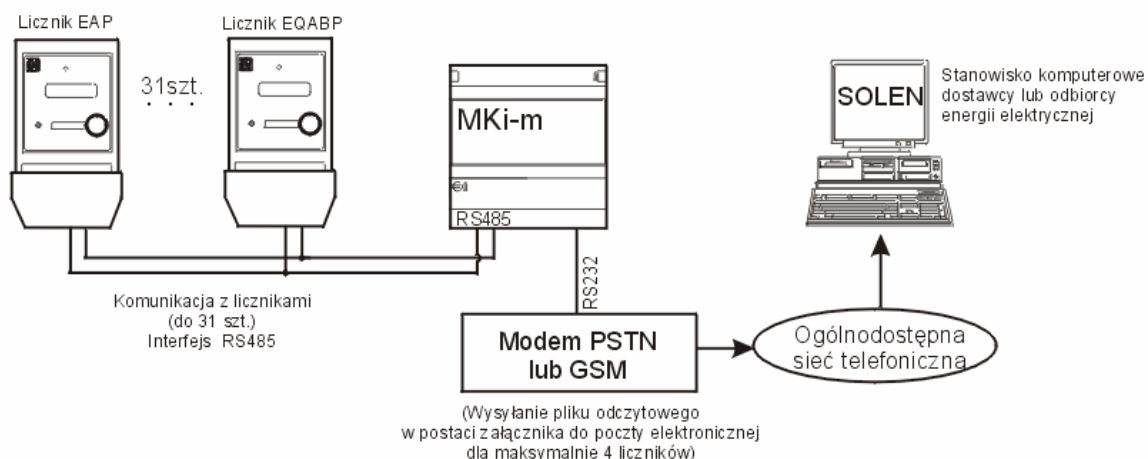 Licznik EAP
Licznik EQABP
31szt.
. . .
MKi-m
RS485
SOLEN
Stanowisko komputerowe
dostawcy lub odbiorcy
energii elektrycznej
RS232
Komunikacja z licznikami
(do 31 szt.)
Interfejs RS485
Modem PSTN
lub GSM
Ogólnodostępna
sieć telefoniczna
(Wysyłanie pliku odczytowego
w postaci załącznika do poczty elektronicznej
dla maksymalnie 4 liczników)